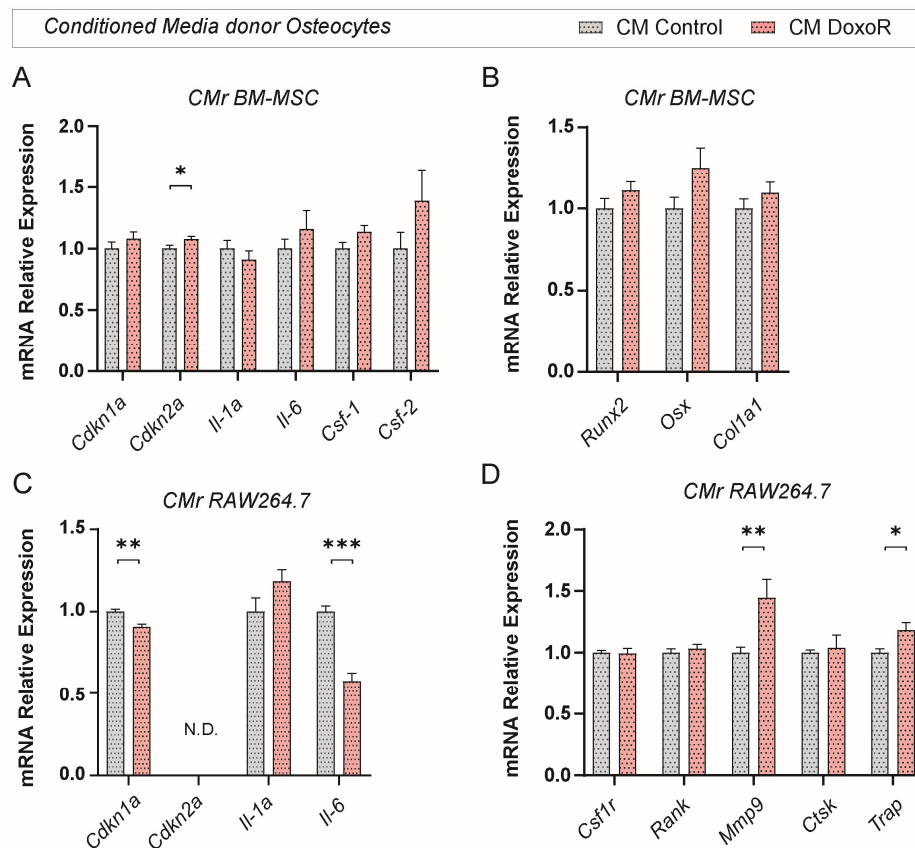 Conditioned Media donor Osteocytes CM Control CM DoxoR
A
CMr BM-MSC
mRNA Relative Expression
2.0
1.5
1.0
0.5
0.0
*
Cdkn1a Cdkn2a Il-1a Il-6 Csf-1 Csf-2
B
CMr BM-MSC
mRNA Relative Expression
1.5
1.0
0.5
0.0
Runx2 Osx Col1a1
C
CMr RAW264.7
mRNA Relative Expression
1.5
1.0
0.5
0.0
** ***
N.D.
Cdkn1a Cdkn2a Il-1a Il-6
D
CMr RAW264.7
mRNA Relative Expression
2.0
1.5
1.0
0.5
0.0
** *
Csf1r Rank Mmp9 Ctsk Trap